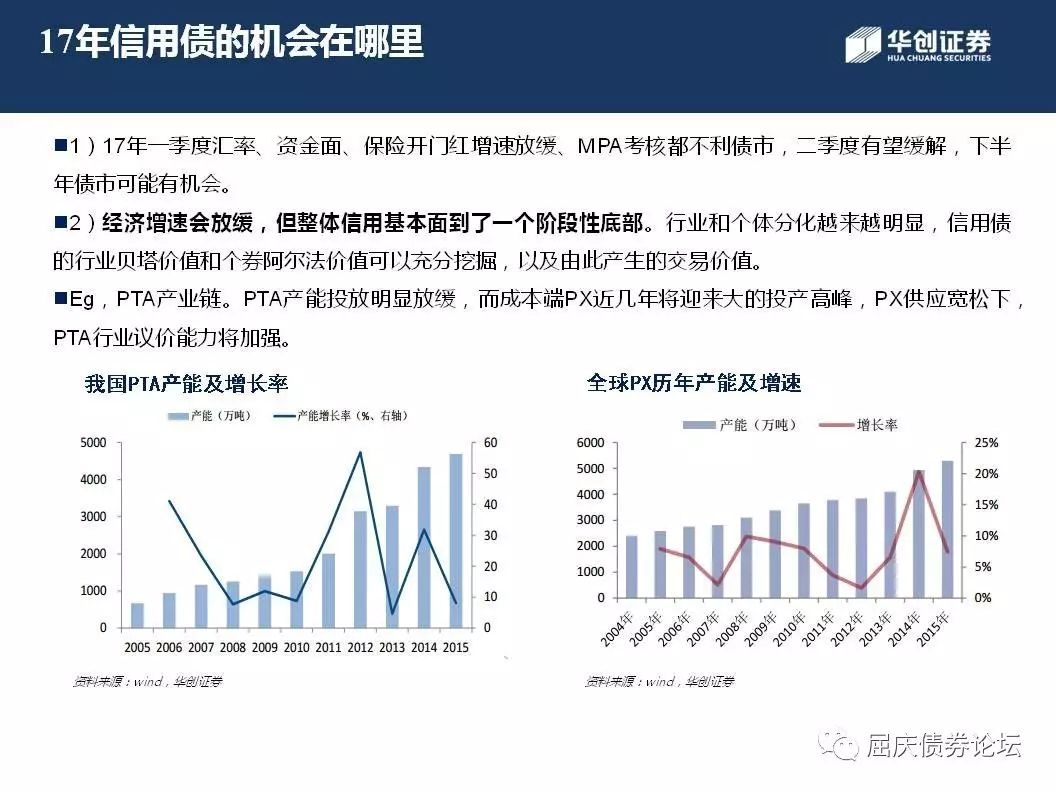 17年信用债的机会在哪里
华创证券
HUA CHUANG SECURITIES
■1）17年一季度汇率、资金面、保险开门红增速放缓、MPA考核都不利债市，二季度有望缓解，下半
年债市可能有机会。
■2）经济增速会放缓，但整体信用基本面到了一个阶段性底部。行业和个体分化越来越明显，信用债
的行业贝塔价值和个券阿尔法价值可以充分挖掘，以及由此产生的交易价值。
■Eg，PTA产业链。PTA产能投放明显放缓，而成本端PX近几年将迎来大的投产高峰，PX供应宽松下，
PTA行业议价能力将加强。
我国PTA产能及增长率
产能（万吨） 产能增长率（%、右轴）
5000 60
4000 50
3000 40
2000 30
1000 20
0 10
0
2005 2006 2007 2008 2009 2010 2011 2012 2013 2014 2015
资料来源：wind，华创证券
全球PX历年产能及增速
产能（万吨） 增长率
6000 25%
5000 20%
4000 15%
3000 10%
2000 5%
1000 0%
0
2004年 2005年 2006年 2007年 2008年 2009年 2010年 2011年 2012年 2013年 2014年 2015年
资料来源：wind，华创证券
屈庆债券论坛